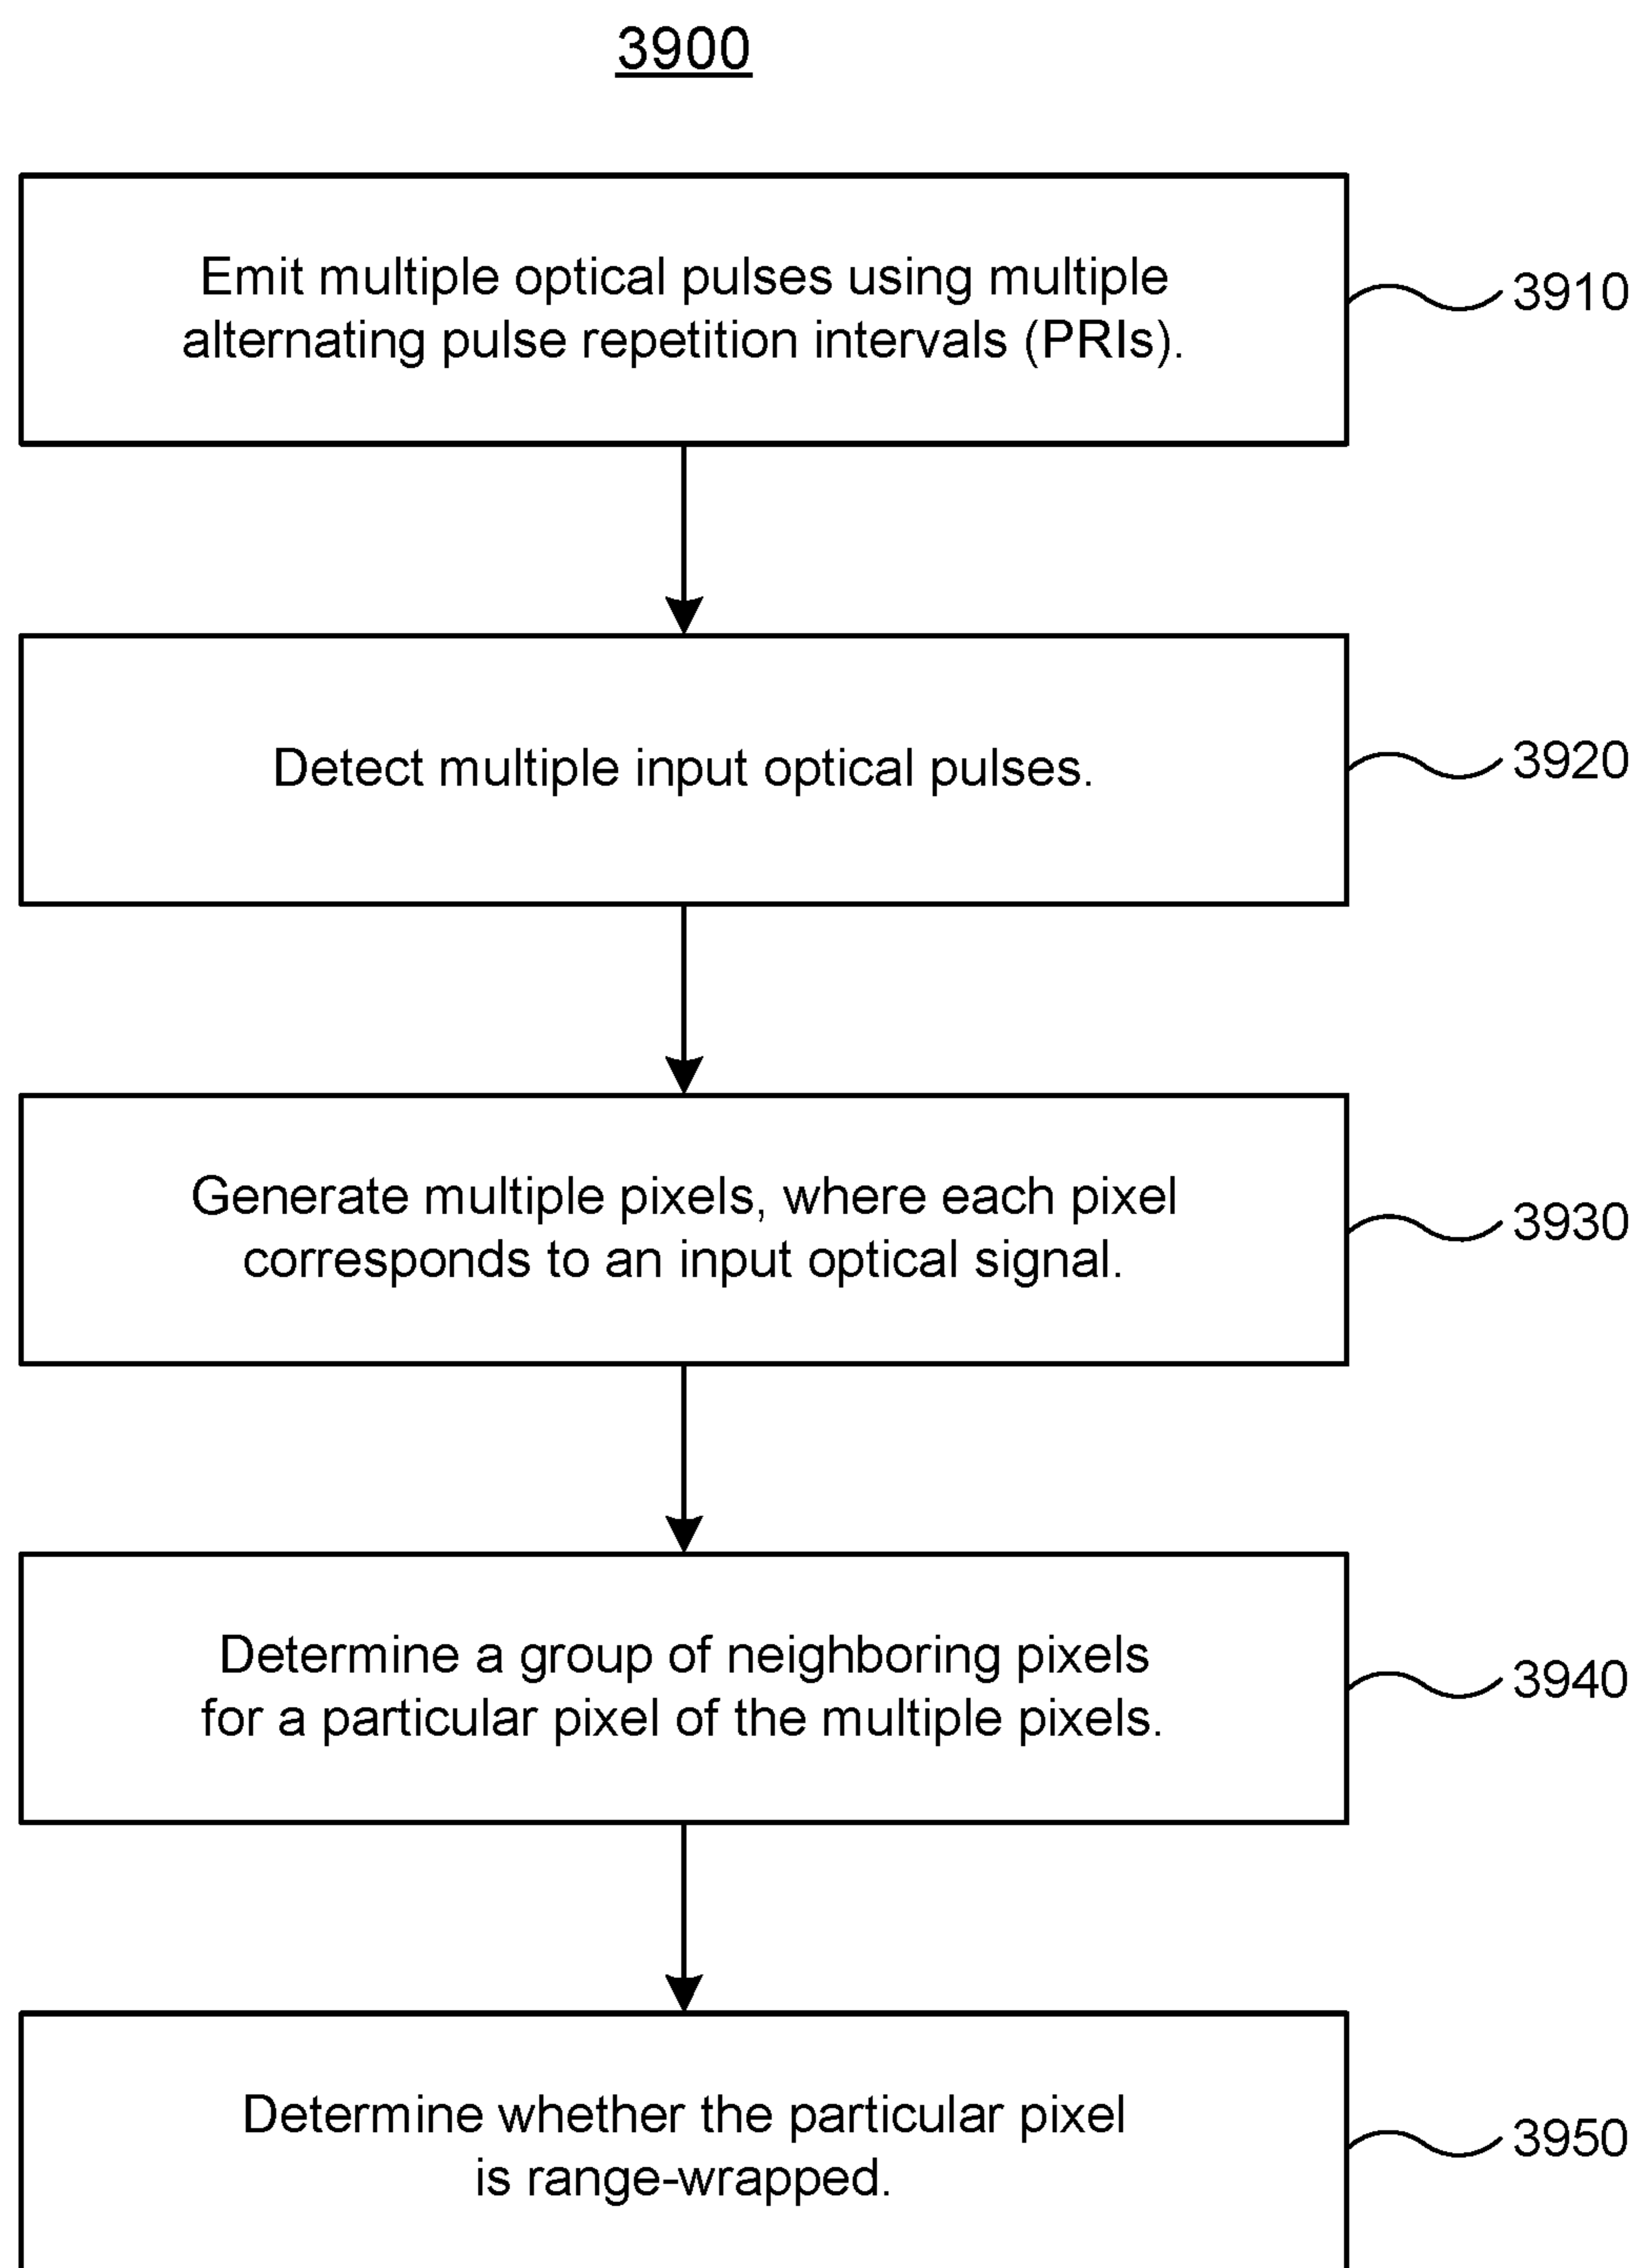 3900
Emit multiple optical pulses using multiple
alternating pulse repetition intervals (PRIs).
3910
Detect multiple input optical pulses.
3920
Generate multiple pixels, where each pixel
corresponds to an input optical signal.
3930
Determine a group of neighboring pixels
for a particular pixel of the multiple pixels.
3940
Determine whether the particular pixel
is range-wrapped.
3950